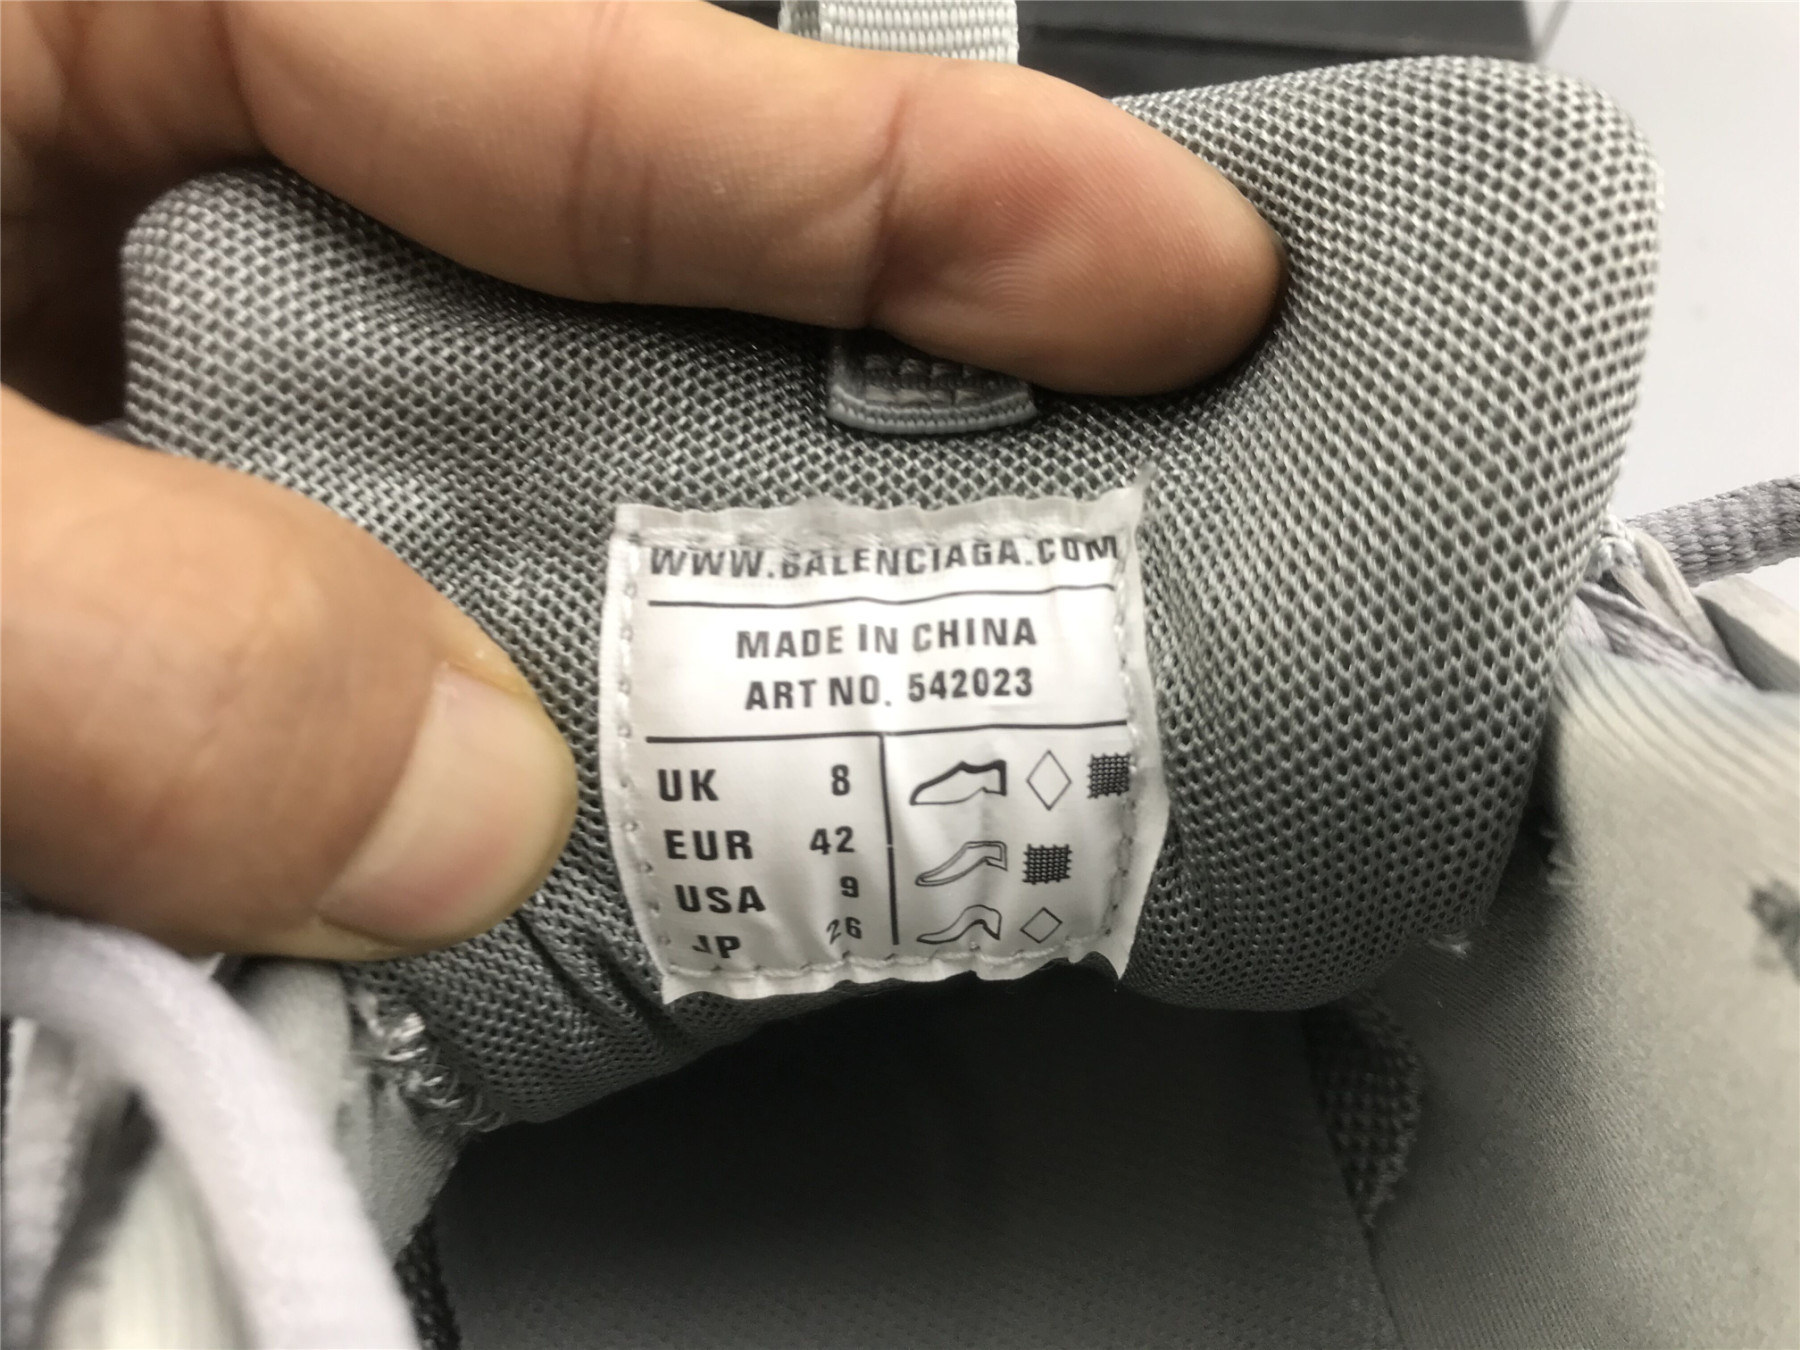 WWW.BALENCIAGA.COM
MADE IN CHINA
ART NO. 542023
UK 8
EUR 42
USA 9
JP 26